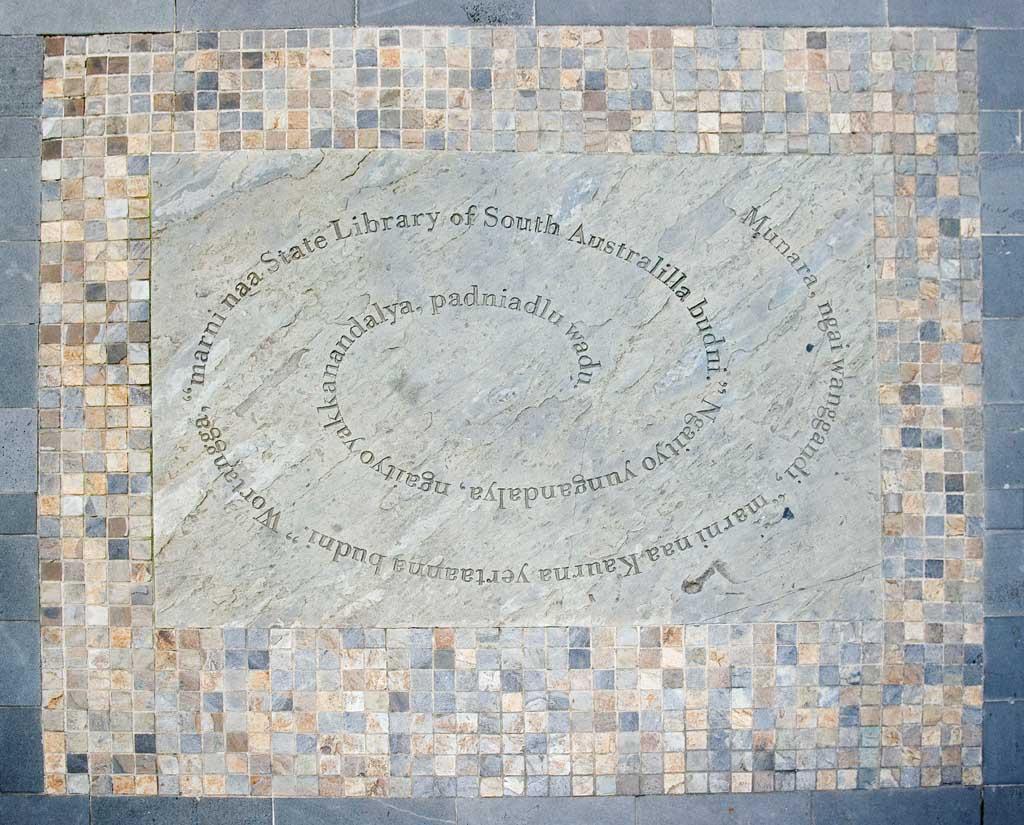 Munara, ngai wanggandi, "marni naa Kaurna yertaanna budni." Wortangga, "marni naa State Library of South Australilla budni." Ngaityo yungandalya, ngaityo yakkanandalya, padniadlu wadu.